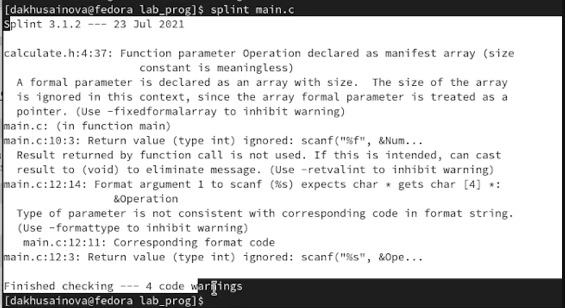 [dakhusainova@fedora lab_prog]$ splint main.c
Splint 3.1.2 --- 23 Jul 2021
calculate.h:4:37: Function parameter Operation declared as manifest array (size
constant is meaningless)
A formal parameter is declared as an array with size.  The size of the array
is ignored in this context, since the array formal parameter is treated as a
pointer. (Use -fixedformalarray to inhibit warning)
main.c: (in function main)
main.c:10:3: Return value (type int) ignored: scanf("%f", &Num...
Result returned by function call is not used. If this is intended, can cast
result to (void) to eliminate message. (Use -retvalint to inhibit warning)
main.c:12:14: Format argument 1 to scanf (%s) expects char * gets char [4] *:
&Operation
Type of parameter is not consistent with corresponding code in format string.
(Use -formattype to inhibit warning)
main.c:12:11: Corresponding format code
main.c:12:3: Return value (type int) ignored: scanf("%s", &Ope...
Finished checking --- 4 code warnings
[dakhusainova@fedora lab_prog]$